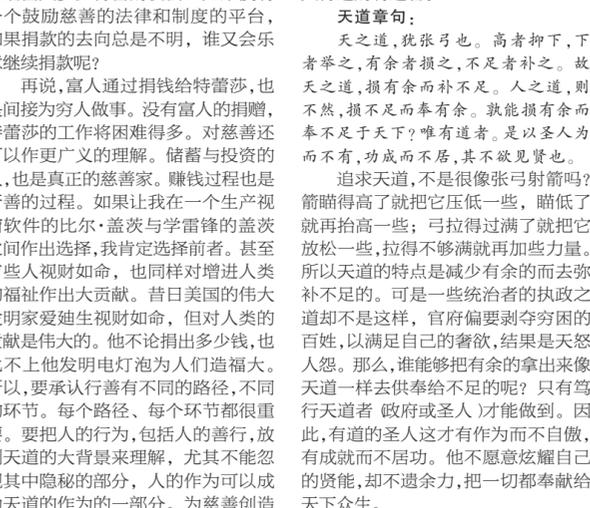 个鼓励慈善的法律和制度的平台，
果捐款的去向总是不明，谁又会乐
继续捐款呢？
再说，富人通过捐钱给特蕾莎，也
间接为穷人做事。没有富人的捐赠，
蕾莎的工作将困难得多。对慈善还
以作更广义的理解。储蓄与投资的
，也是真正的慈善家。赚钱过程也是
善的过程。如果让我在一个生产视
软件的比尔·盖茨与学雷锋的盖茨
间作出选择，我肯定选择前者。甚至
些人视财如命，也同样对增进人类
福祉作出大贡献。昔日美国的伟大
明家爱迪生视财如命，但对人类的
献是伟大的。他不论捐出多少钱，也
不上他发明电灯泡为人们造福大。
以，要承认行善有不同的路径，不同
环节。每个路径、每个环节都很重
。要把人的行为，包括人的善行，放
天道的大背景来理解，尤其不能忽
其中隐秘的部分，人的作为可以成
天道的作为的一部分。为慈善创造
天道章句：
天之道，犹张弓也。高者抑下，下
者举之，有余者损之，不足者补之。故
天之道，损有余而补不足。人之道，则
不然，损不足而奉有余。孰能损有余而
奉不足于天下？唯有道者。是以圣人为
而不有，功成而不居，其不欲见贤也。
追求天道，不是很像张弓射箭吗？
箭瞄得高了就把它压低一些，瞄低了
就再抬高一些；弓拉得过满了就把它
放松一些，拉得不够满就再加些力量。
所以天道的特点是减少有余的而去弥
补不足的。可是一些统治者的执政之
道却不是这样，官府偏要剥夺穷困的
百姓，以满足自己的奢欲，结果是天怒
人怨。那么，谁能够把有余的拿出来像
天道一样去供奉给不足的呢？只有笃
行天道者（政府或圣人）才能做到。因
此，有道的圣人这才有作为而不自傲，
有成就而不居功。他不愿意炫耀自己
的贤能，却不遗余力，把一切都奉献给
天下众生。